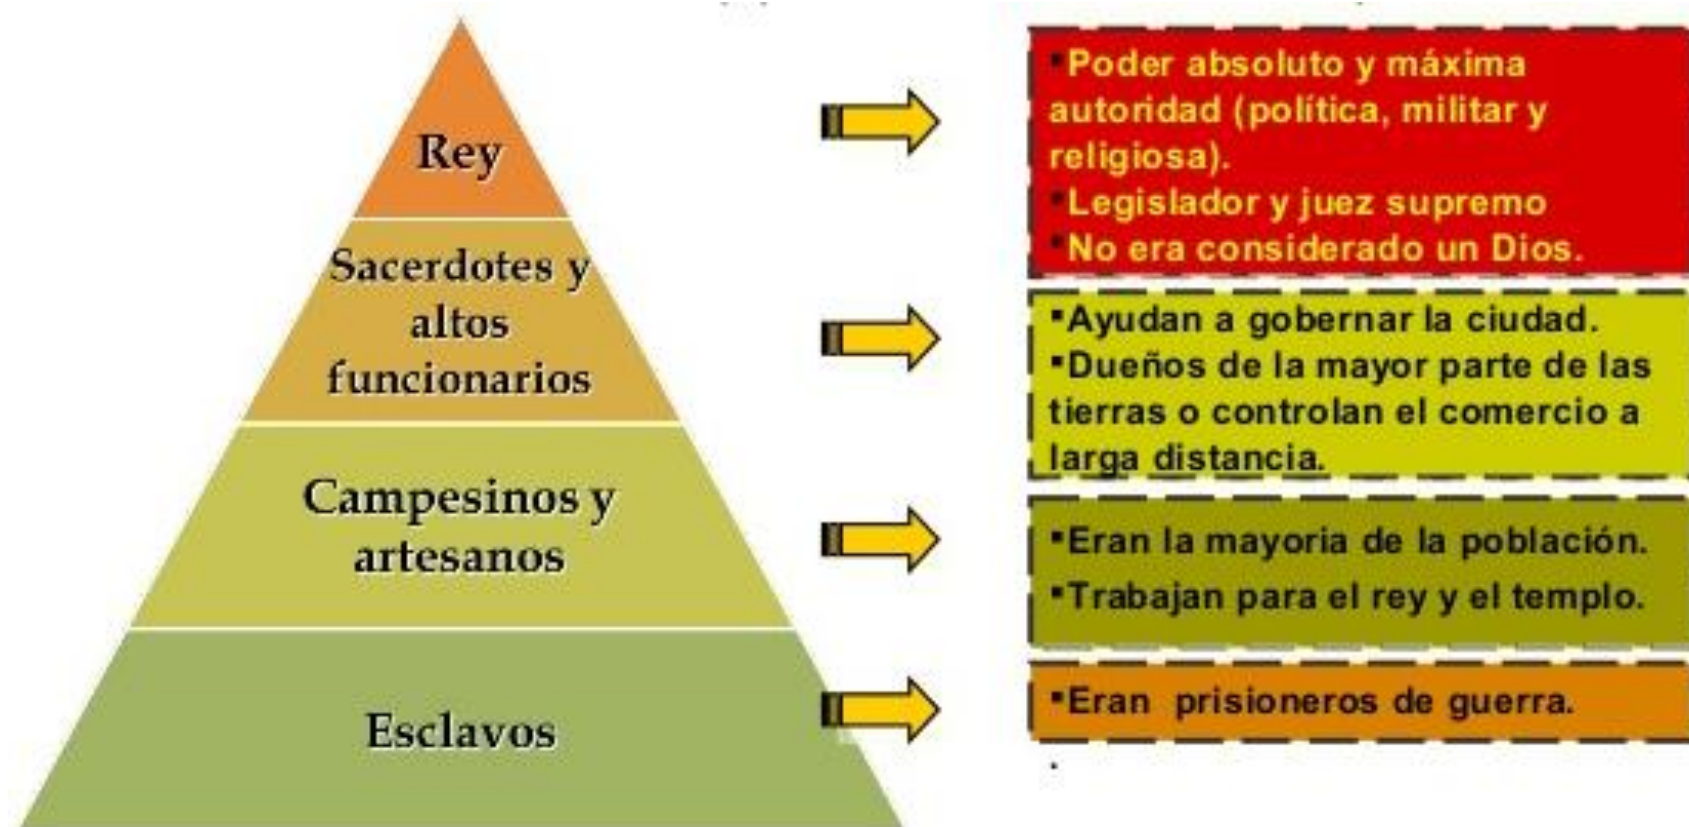 Rey
Sacerdotes y
altos
funcionarios
Campesinos y
artesanos
Esclavos
▪Poder absoluto y máxima
autoridad (política, militar y
religiosa).
▪Legislador y juez supremo
▪No era considerado un Dios.
▪Ayudan a gobernar la ciudad.
▪Dueños de la mayor parte de las
tierras o controlan el comercio a
larga distancia.
▪Eran la mayoria de la población.
▪Trabajan para el rey y el templo.
▪Eran prisioneros de guerra.
.